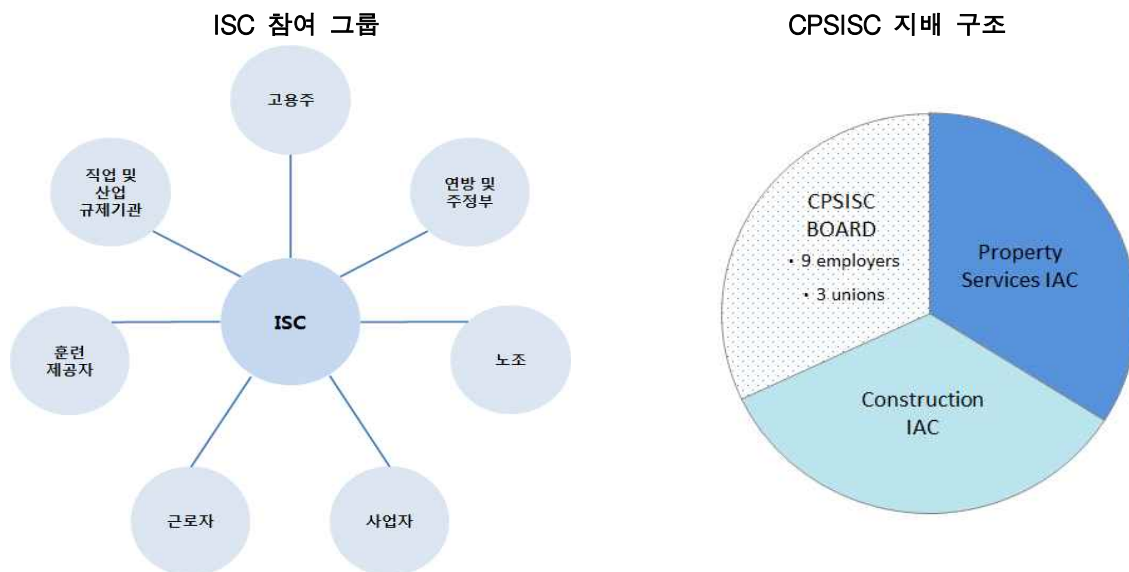 ISC 참여 그룹
고용주
직업 및
산업
규제기관
연방 및
주정부
ISC
훈련
제공자
노조
근로자
사업자
CPSISC 지배 구조
CPSISC
BOARD
· 9 employers
· 3 unions
Property
Services IAC
Construction
IAC